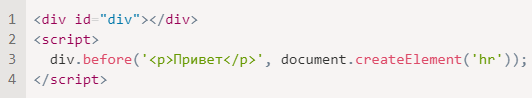 1 <div id="div"></div>
2 <script>
3   div.before('<p>Привет</p>', document.createElement('hr'));
4 </script>